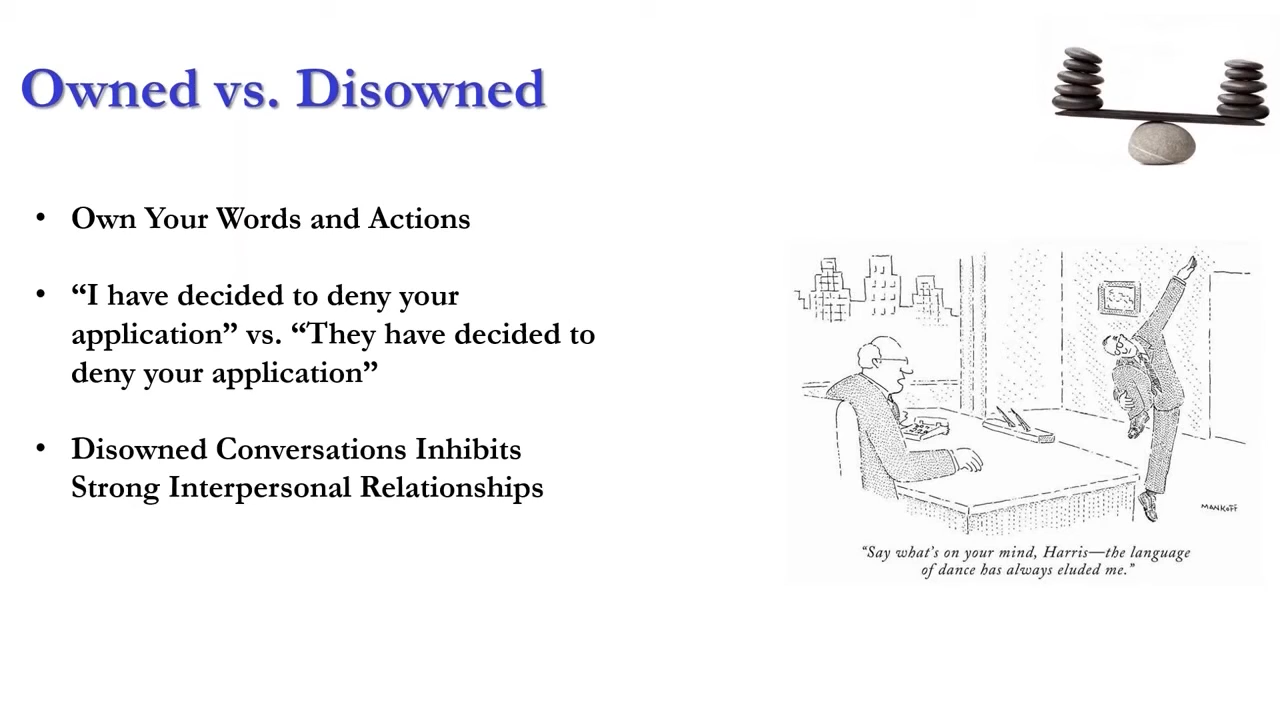 Owned vs. Disowned
• Own Your Words and Actions
• “I have decided to deny your
application” vs. “They have decided to
deny your application”
• Disowned Conversations Inhibits
Strong Interpersonal Relationships
MANKOFF
“Say what's on your mind, Harris—the language
of dance has always eluded me.”